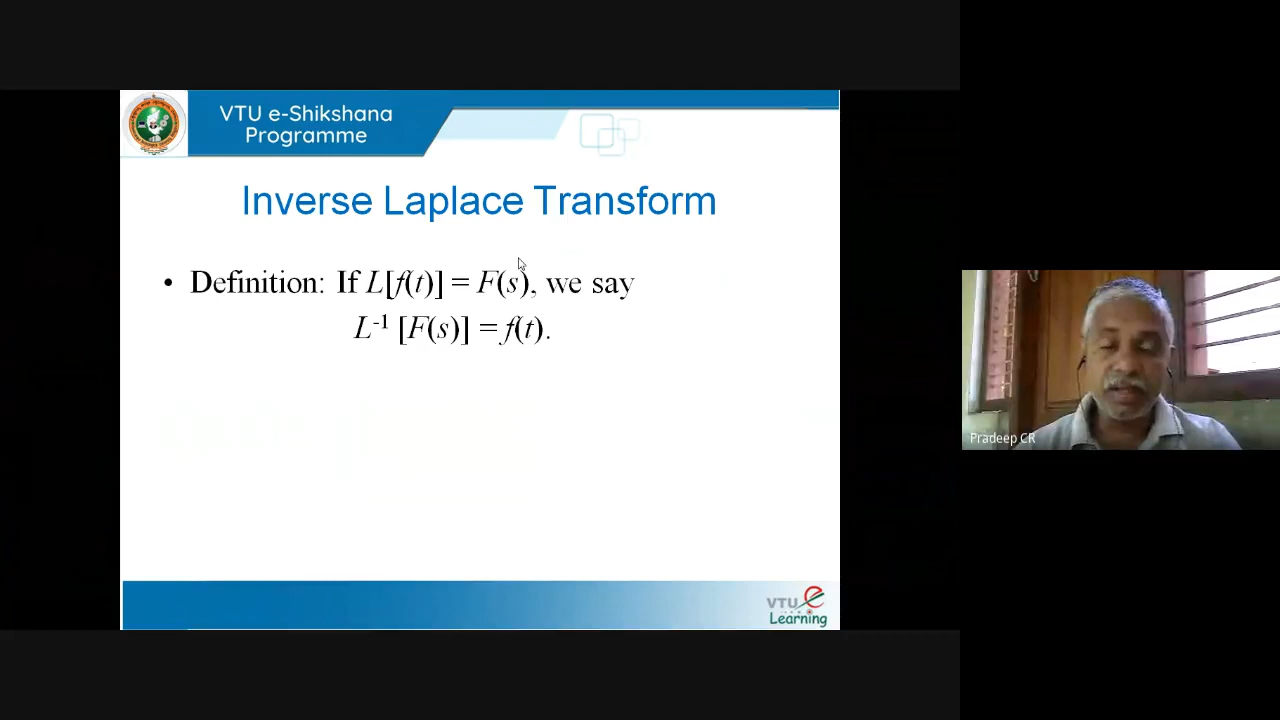 VTU e-Shikshana
Programme
Inverse Laplace Transform
• Definition: If L[f(t)] = F(s), we say
L⁻¹ [F(s)] = f(t).
VTU e
Learning
Pradeep CR